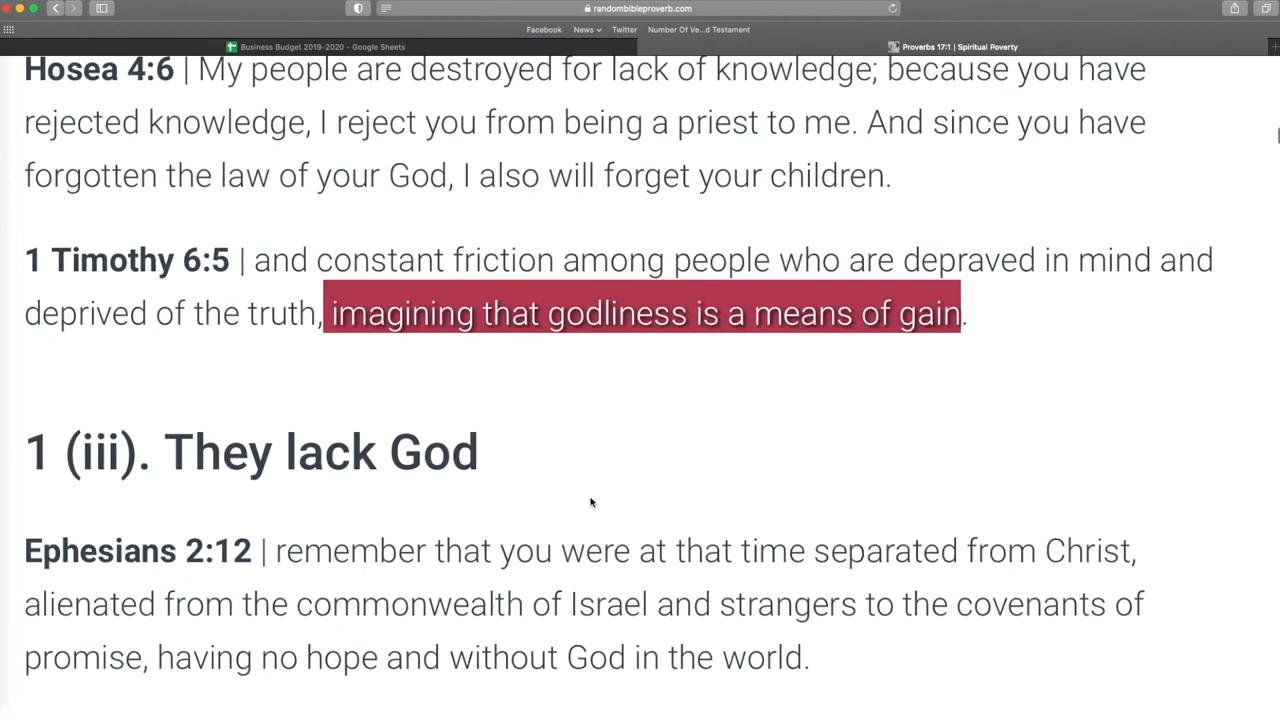 randombibleproverb.com
Facebook News Twitter Number Of Ve...d Testament
Business Budget 2019-2020 - Google Sheets Proverbs 17:1 | Spiritual Poverty
Hosea 4:6 | My people are destroyed for lack of knowledge; because you have
rejected knowledge, I reject you from being a priest to me. And since you have
forgotten the law of your God, I also will forget your children.
1 Timothy 6:5 | and constant friction among people who are depraved in mind and
deprived of the truth, imagining that godliness is a means of gain.
1 (iii). They lack God
Ephesians 2:12 | remember that you were at that time separated from Christ,
alienated from the commonwealth of Israel and strangers to the covenants of
promise, having no hope and without God in the world.